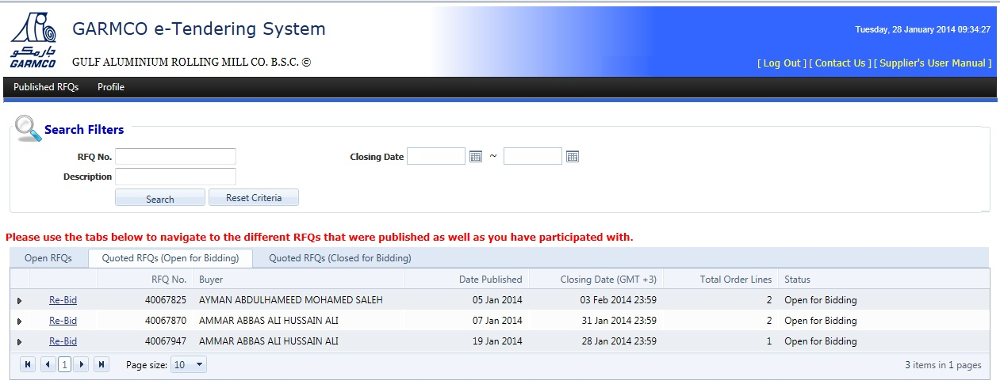 GARMCO e-Tendering System
جارمكو
GARMCO
GULF ALUMINIUM ROLLING MILL CO. B.S.C. ©
Tuesday, 28 January 2014 09:34:27
[ Log Out ] [ Contact Us ] [ Supplier's User Manual ]
Published RFQs Profile
Search Filters
RFQ No. Closing Date ~
Description
Search Reset Criteria
Please use the tabs below to navigate to the different RFQs that were published as well as you have participated with.
Open RFQs Quoted RFQs (Open for Bidding) Quoted RFQs (Closed for Bidding)
RFQ No. Buyer Date Published Closing Date (GMT +3) Total Order Lines Status
Re-Bid 40067825 AYMAN ABDULHAMEED MOHAMED SALEH 05 Jan 2014 03 Feb 2014 23:59 2 Open for Bidding
Re-Bid 40067870 AMMAR ABBAS ALI HUSSAIN ALI 07 Jan 2014 31 Jan 2014 23:59 2 Open for Bidding
Re-Bid 40067947 AMMAR ABBAS ALI HUSSAIN ALI 19 Jan 2014 28 Jan 2014 23:59 1 Open for Bidding
1 Page size: 10 3 items in 1 pages